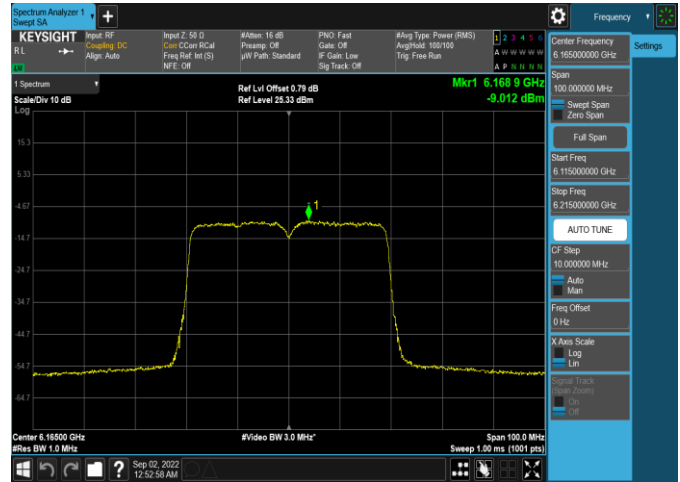 Spectrum Analyzer 1
Swept SA
+
Frequency
KEYSIGHT
RL
Input: RF
Coupling: DC
Align: Auto
Input Z: 50 Ω
Corr CCorr RCal
Freq Ref: Int (S)
NFE: Off
#Atten: 16 dB
Preamp: Off
µW Path: Standard
PNO: Fast
Gate: Off
IF Gain: Low
Sig Track: Off
#Avg Type: Power (RMS)
Avg|Hold: 100/100
Trig: Free Run
1 2 3 4 5 6
A W W W W W
A P N N N N
1 Spectrum
Scale/Div 10 dB
Log
Ref Lvl Offset 0.79 dB
Ref Level 25.33 dBm
Mkr1 6.168 9 GHz
-9.012 dBm
15.3
5.33
-4.67
-14.7
-24.7
-34.7
-44.7
-54.7
-64.7
1
Center 6.16500 GHz
#Res BW 1.0 MHz
#Video BW 3.0 MHz*
Span 100.0 MHz
Sweep 1.00 ms (1001 pts)
Sep 02, 2022
12:52:58 AM
?
Settings
Center Frequency
6.165000000 GHz
Span
100.000000 MHz
Swept Span
Zero Span
Full Span
Start Freq
6.115000000 GHz
Stop Freq
6.215000000 GHz
AUTO TUNE
CF Step
10.000000 MHz
Auto
Man
Freq Offset
0 Hz
X Axis Scale
Log
Lin
Signal Track
(Span Zoom)
On
Off